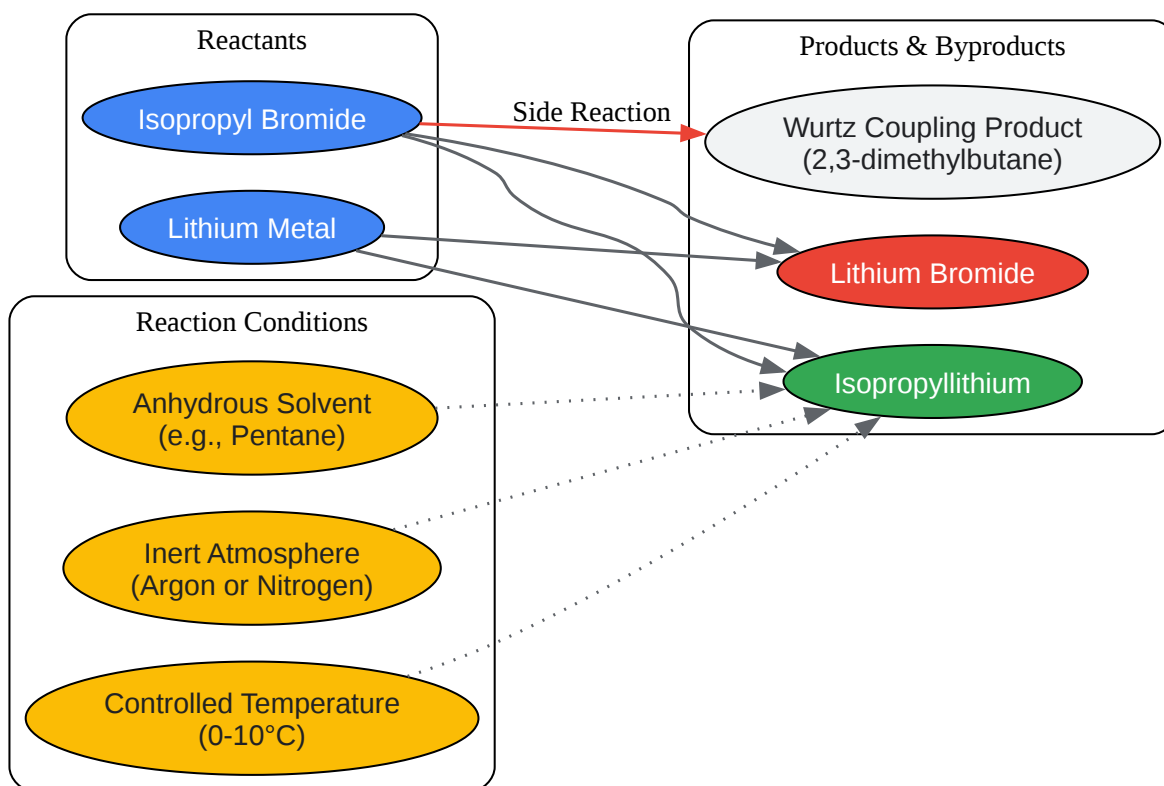 Reactants
Isopropyl Bromide
Lithium Metal
Side Reaction
Products & Byproducts
Wurtz Coupling Product
(2,3-dimethylbutane)
Lithium Bromide
Isopropyllithium
Reaction Conditions
Anhydrous Solvent
(e.g., Pentane)
Inert Atmosphere
(Argon or Nitrogen)
Controlled Temperature
(0-10°C)